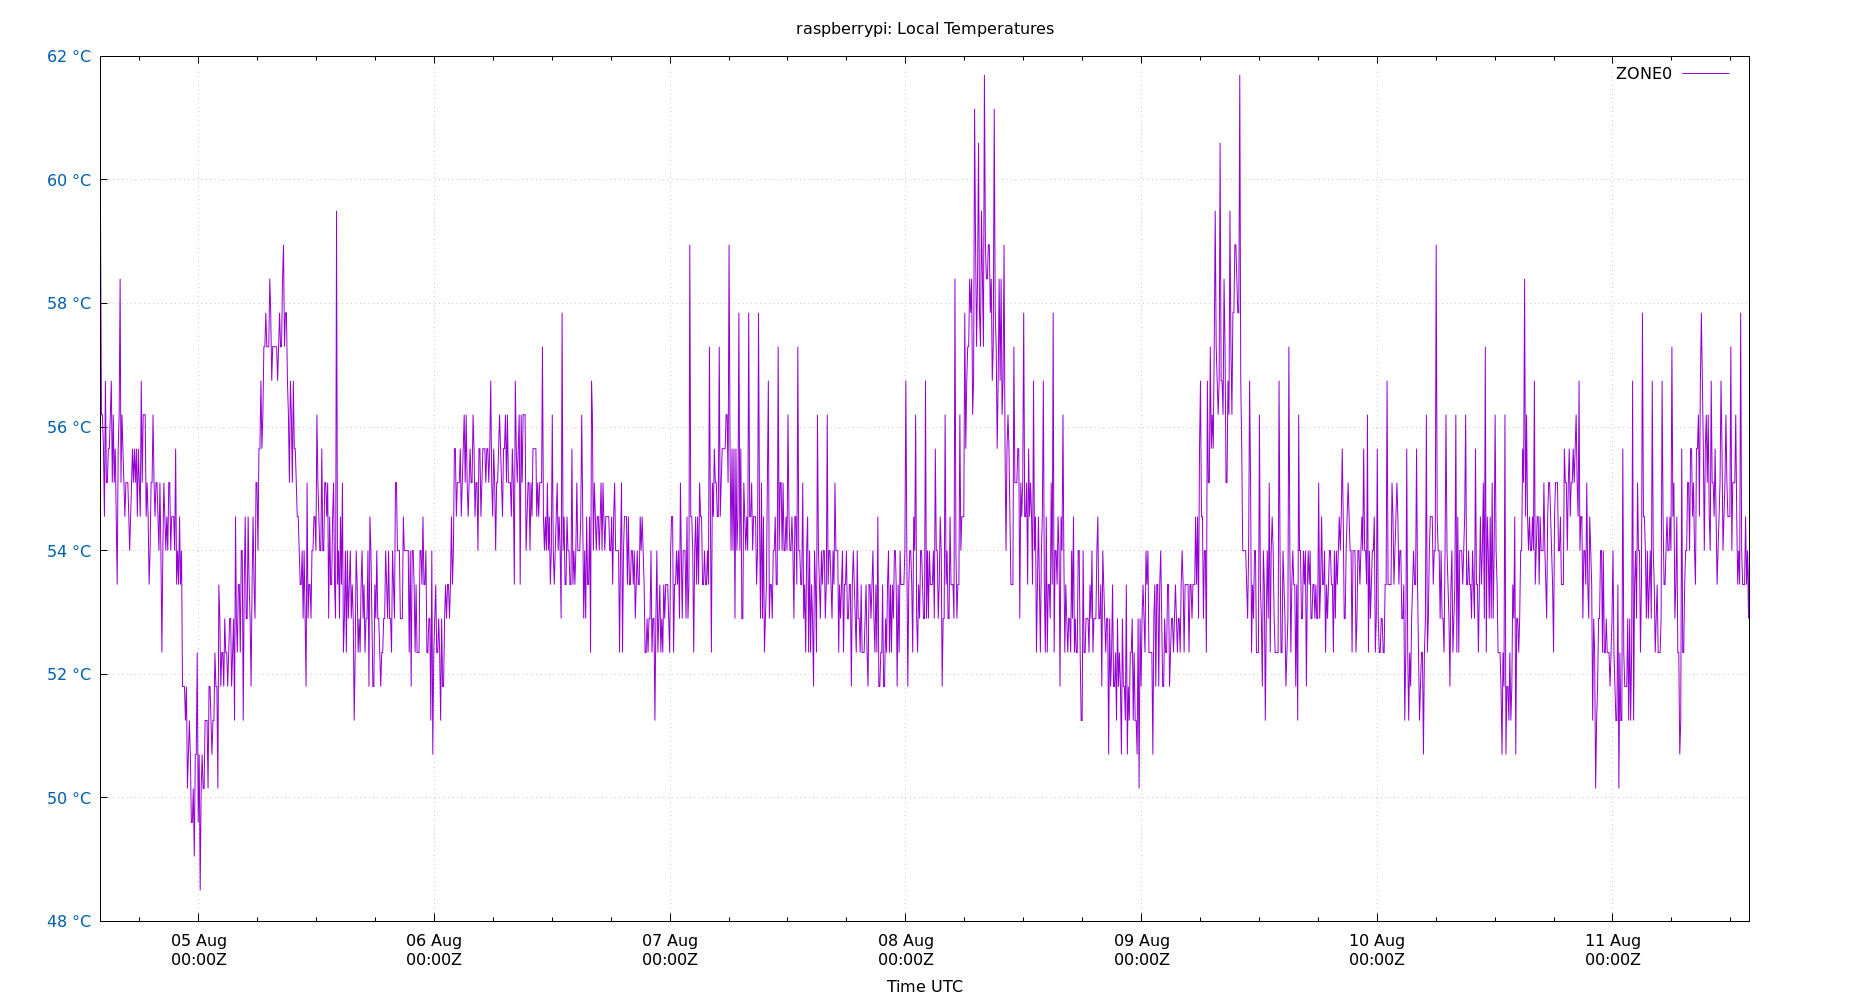 raspberrypi: Local Temperatures
62 °C
ZONE0
60 °C
58 °C
56 °C
54 °C
52 °C
50 °C
48 °C
05 Aug 06 Aug 07 Aug 08 Aug 09 Aug 10 Aug 11 Aug
00:00Z 00:00Z 00:00Z 00:00Z 00:00Z 00:00Z 00:00Z
Time UTC